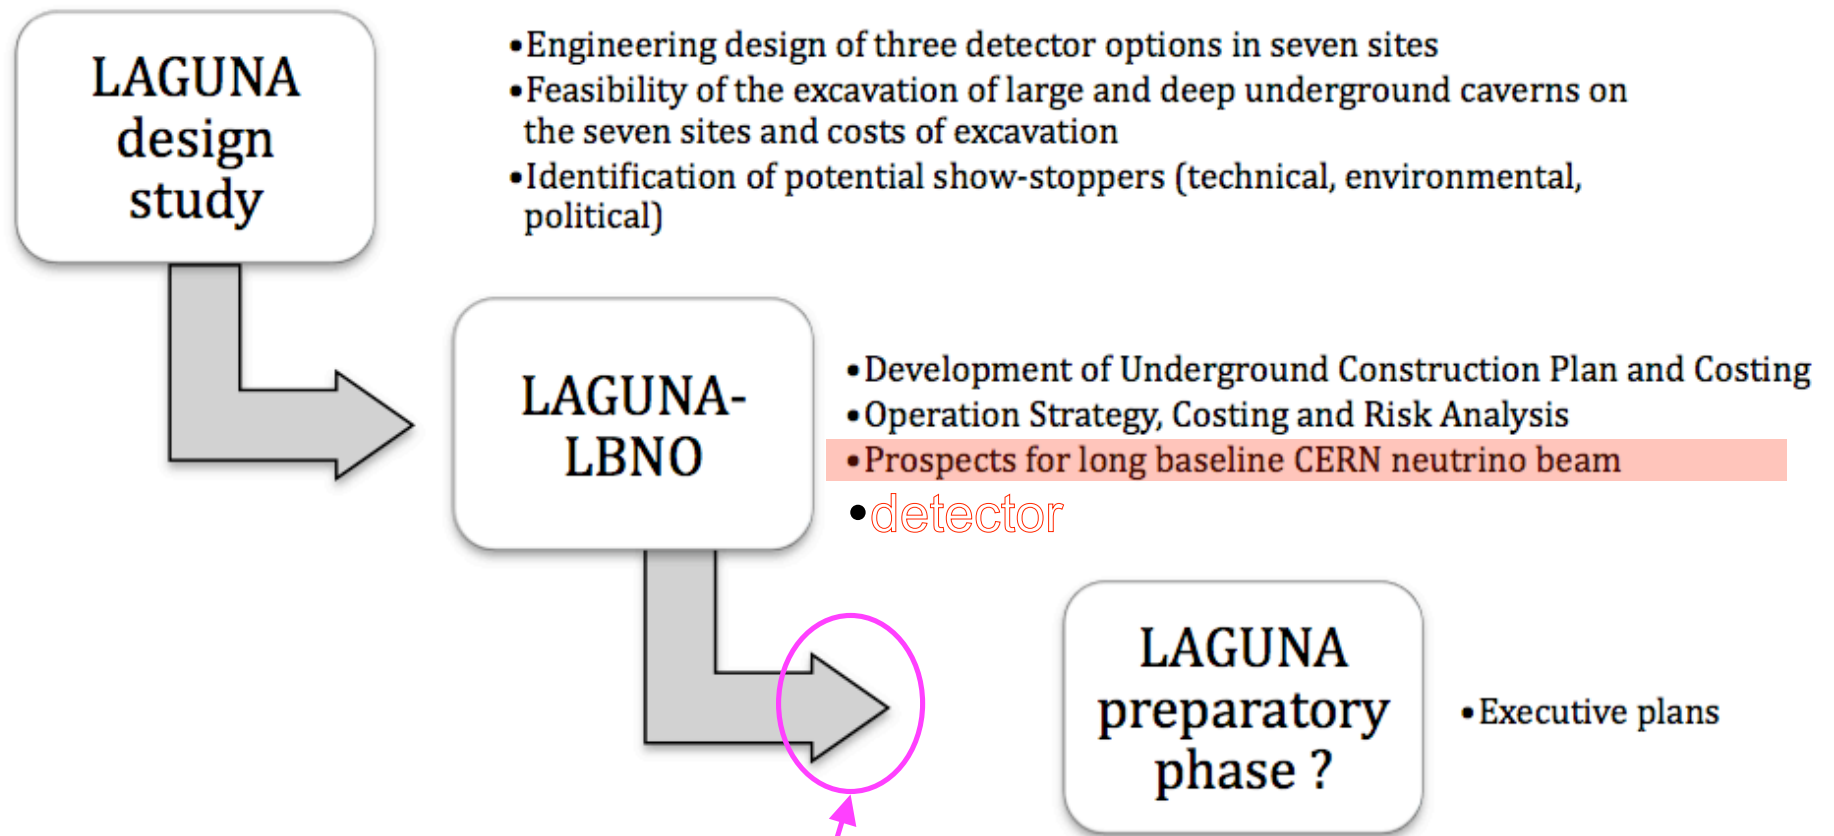 LAGUNA
design
study
•Engineering design of three detector options in seven sites
•Feasibility of the excavation of large and deep underground caverns on
the seven sites and costs of excavation
•Identification of potential show-stoppers (technical, environmental,
political)
LAGUNA-
LBNO
•Development of Underground Construction Plan and Costing
•Operation Strategy, Costing and Risk Analysis
•Prospects for long baseline CERN neutrino beam
•detector
LAGUNA
preparatory
phase ?
•Executive plans